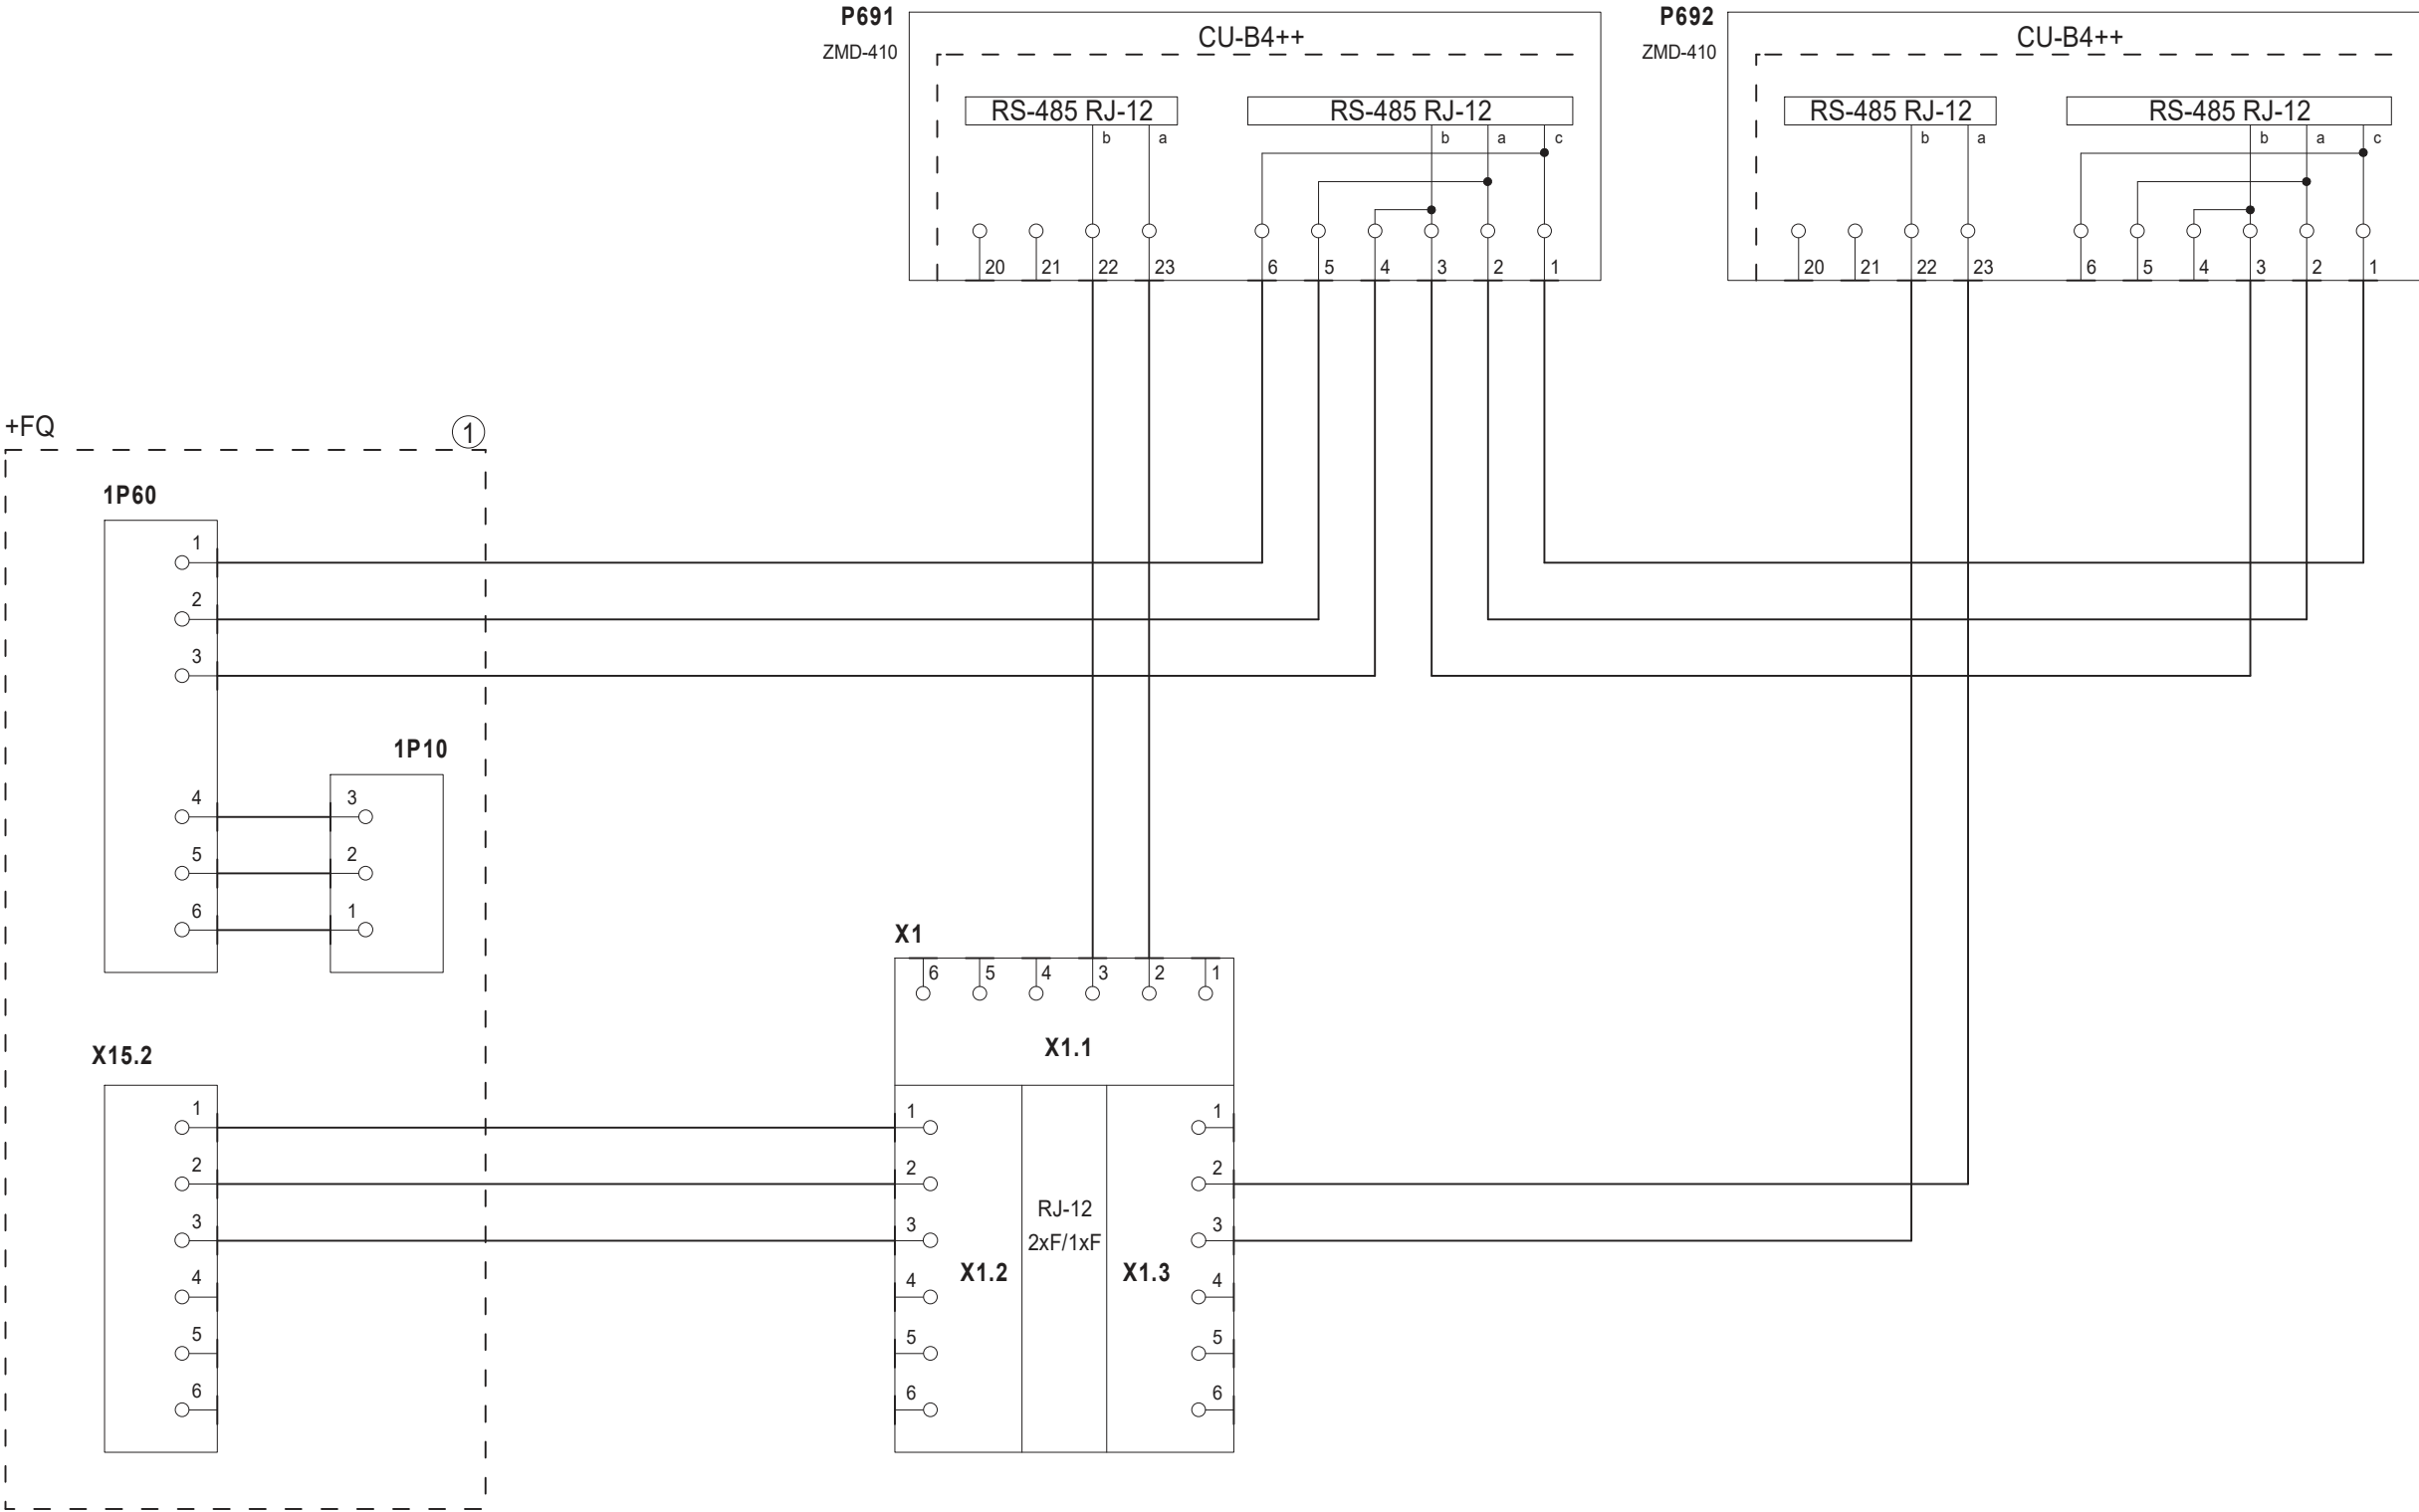 P691
ZMD-410
CU-B4++
RS-485 RJ-12
b a
RS-485 RJ-12
b a c
20 21 22 23 6 5 4 3 2 1
P692
ZMD-410
CU-B4++
RS-485 RJ-12
b a
RS-485 RJ-12
b a c
20 21 22 23 6 5 4 3 2 1
+FQ
1
1P60
1
2
3
4
5
6
1P10
3
2
1
X15.2
1
2
3
4
5
6
X1
6 5 4 3 2 1
X1.1
1
2
3
4
5
6
X1.2
RJ-12
2xF/1xF
X1.3
1
2
3
4
5
6